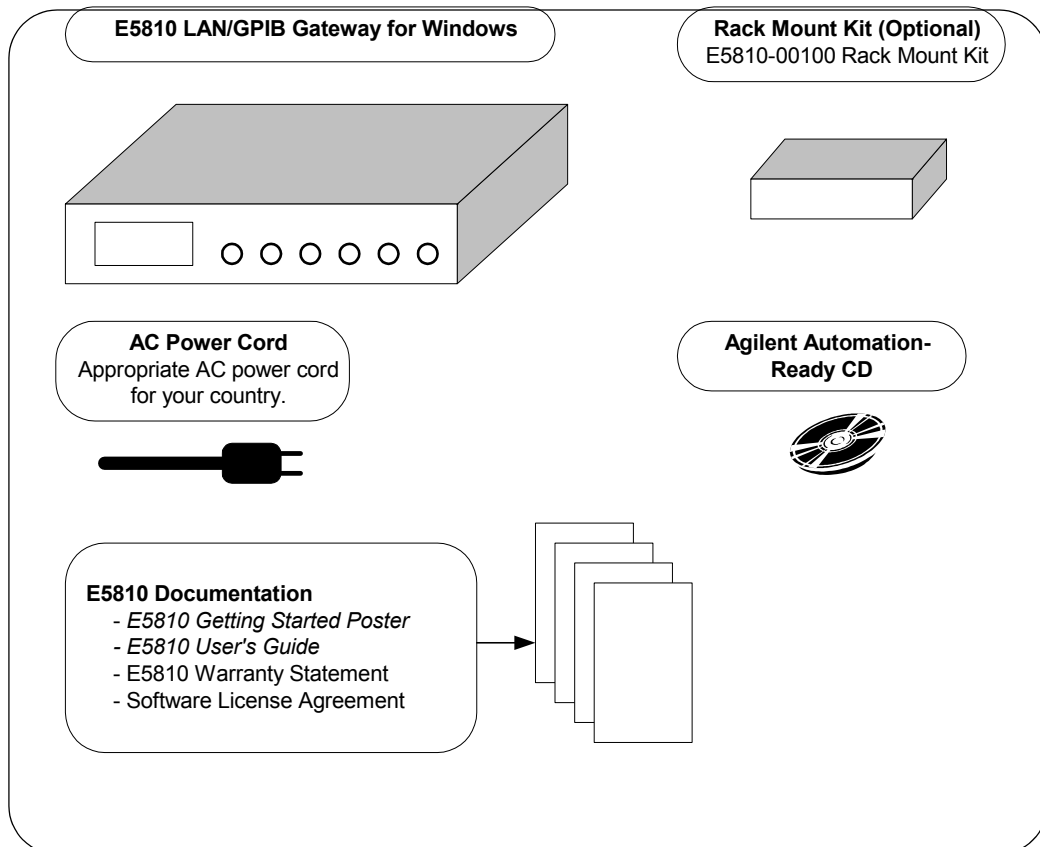 E5810 LAN/GPIB Gateway for Windows
Rack Mount Kit (Optional)
E5810-00100 Rack Mount Kit
AC Power Cord
Appropriate AC power cord
for your country.
Agilent Automation-
Ready CD
E5810 Documentation
- E5810 Getting Started Poster
- E5810 User's Guide
- E5810 Warranty Statement
- Software License Agreement